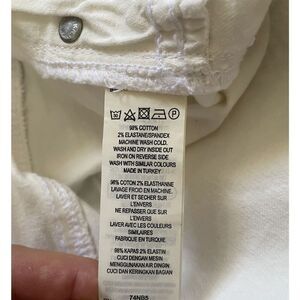 98% COTTON
2% ELASTANE/SPANDEX
MACHINE WASH COLD.
WASH AND DRY INSIDE OUT
IRON ON REVERSE SIDE
WASH WITH SIMILAR COLOURS
MADE IN TURKEY
98% COTON 2% ELASTHANNE
LAVAGE FROID EN MACHINE.
LAVER ET SECHER SUR
L'ENVERS
NE REPASSER QUE SUR
L'ENVERS
LAVER AVEC LES COULEURS
SIMILAIRES
FABRIQUE EN TURQUIE
98% KAPAS 2% ELASTIN
CUCI DENGAN MESIN
MENGGUNAKAN AIR DINGIN
CUCI DAN KERINGKAN BAGIAN
74NB5